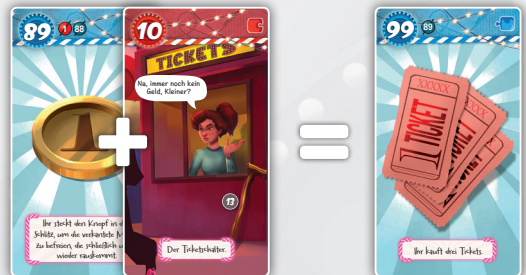 89
1
88
Ihr steckt den Knopf in d
Schlitz, um die verkantete M
zu befreien, die schließlich u
wieder rauskommt.
+
10
TICKETS
Na, immer noch kein
Geld, Kleiner?
13
Der Ticketschalter.
=
99
89
XXXXX
TICKET
Ihr kauft drei Tickets.